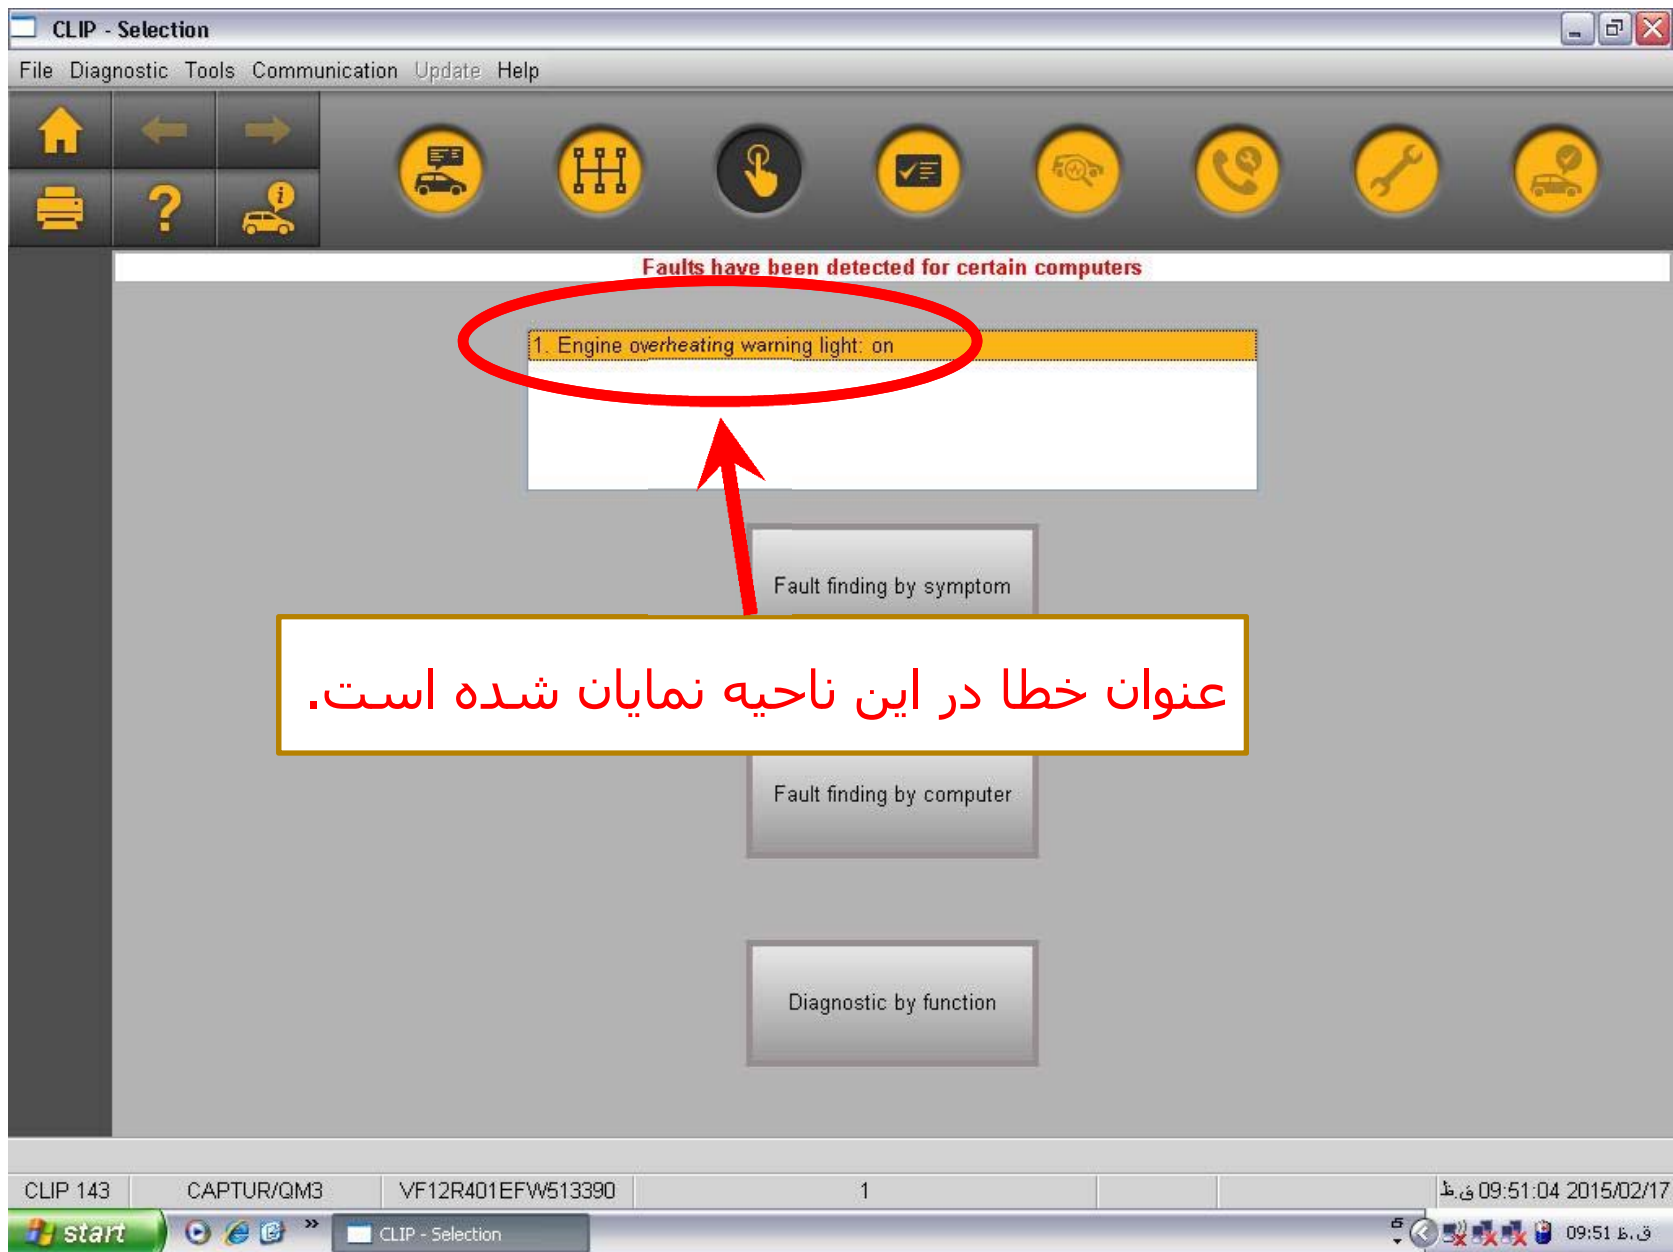 CLIP - Selection
File Diagnostic Tools Communication Update Help
Faults have been detected for certain computers
1. Engine overheating warning light: on
Fault finding by symptom
عنوان خطا در این ناحیه نمایان شده است.
Fault finding by computer
Diagnostic by function
CLIP 143 CAPTUR/QM3 VF12R401EFW513390 1 ق.ظ 09:51:04 2015/02/17
start » CLIP - Selection 09:51 ق.ظ